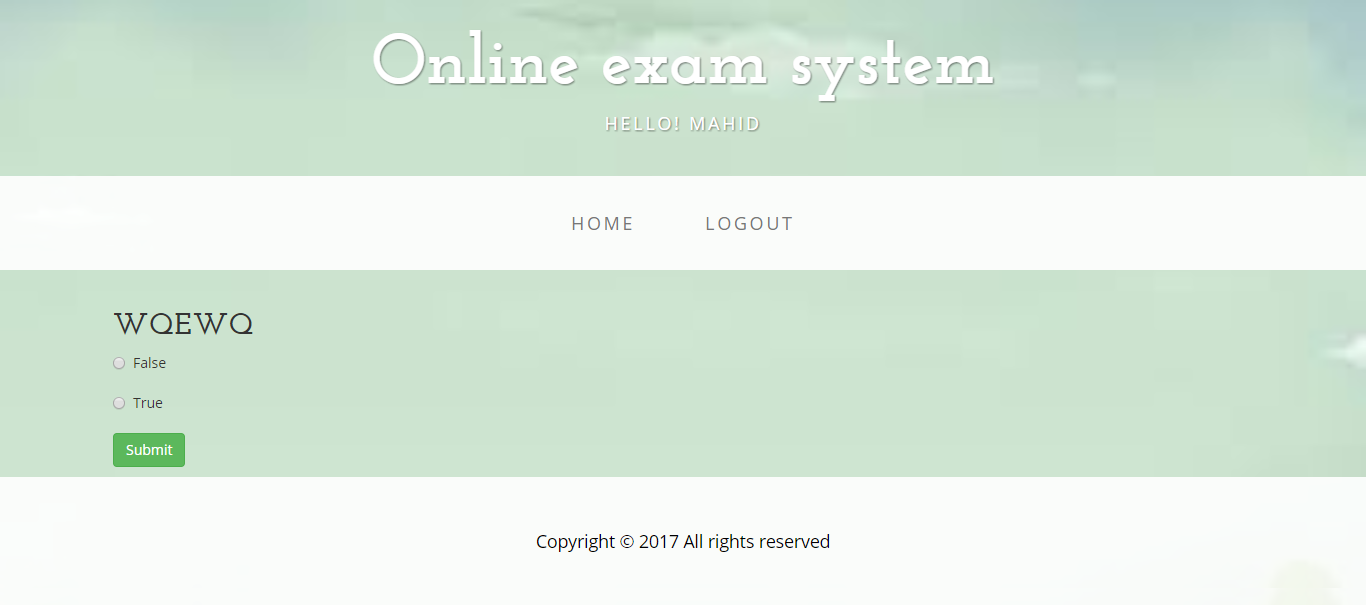 Online exam system
HELLO! MAHID
HOME LOGOUT
WQEWQ
False
True
Submit
Copyright © 2017 All rights reserved